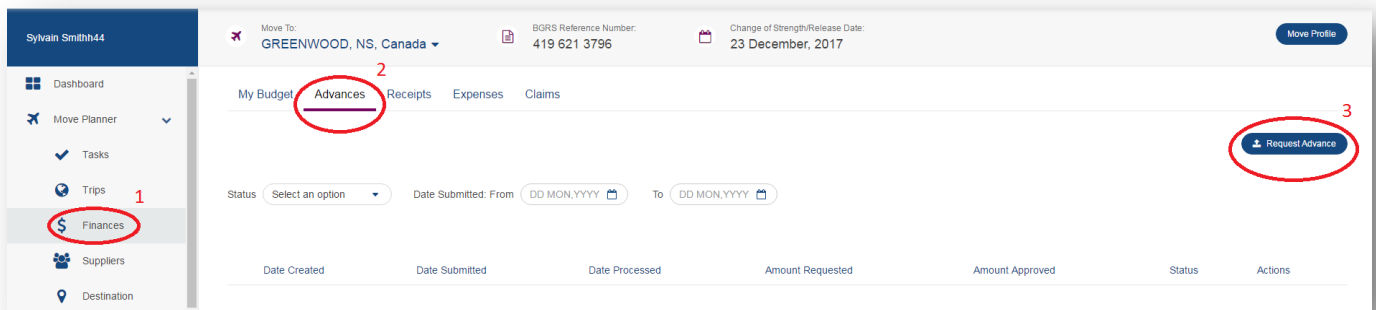 Sylvain Smithh44
Move To:
GREENWOOD, NS, Canada
BGRS Reference Number:
419 621 3796
Change of Strength/Release Date:
23 December, 2017
Move Profile
Dashboard
Move Planner
Tasks
Trips
1
Finances
Suppliers
Destination
2
My Budget Advances Receipts Expenses Claims
3
Request Advance
Status Select an option Date Submitted: From DD MON,YYYY To DD MON,YYYY
Date Created Date Submitted Date Processed Amount Requested Amount Approved Status Actions